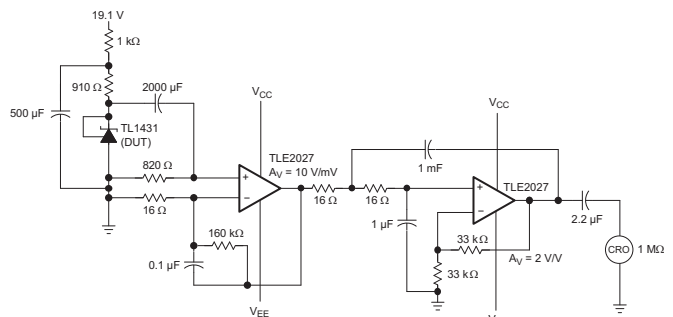 19.1 V
1 kΩ
910 Ω
2000 μF
500 μF
TL1431
(DUT)
820 Ω
16 Ω
160 kΩ
0.1 μF
VCC
TLE2027
AV = 10 V/mV
VEE
16 Ω
16 Ω
1 mF
1 μF
VCC
TLE2027
33 kΩ
AV = 2 V/V
33 kΩ
2.2 μF
CRO
1 MΩ